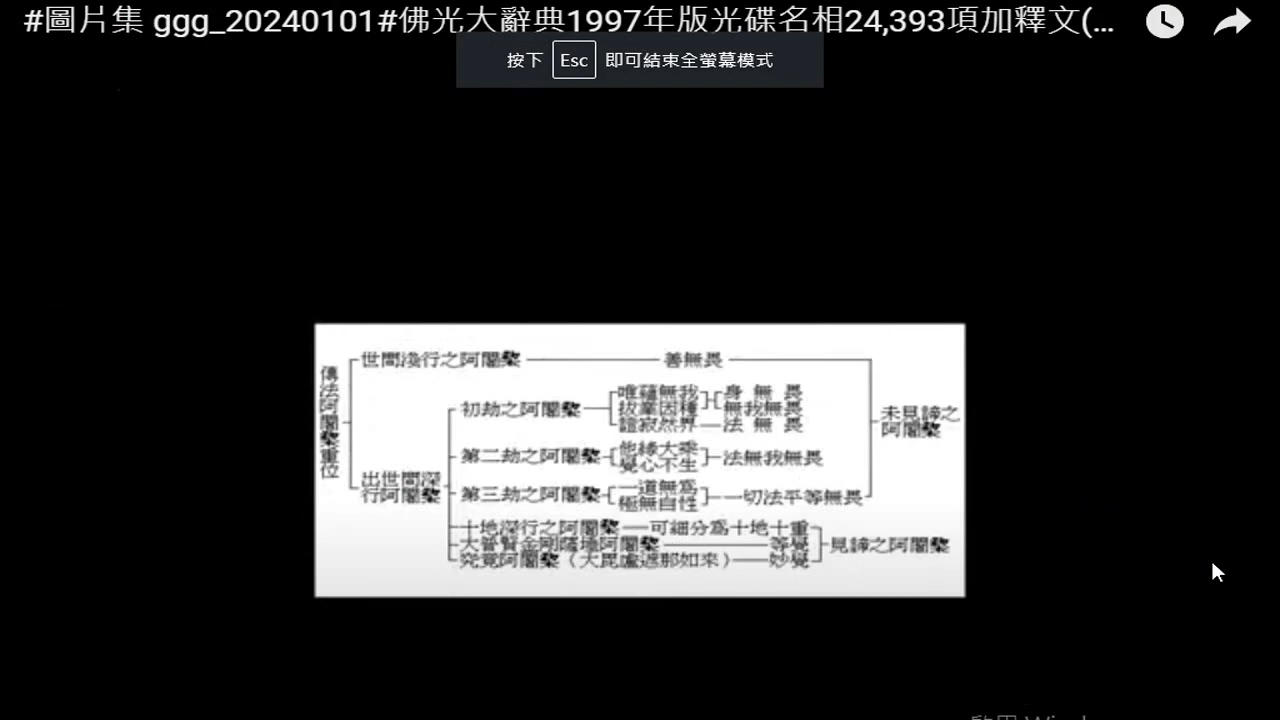 #圖片集 ggg_20240101#佛光大辭典1997年版光碟名相24,393項加釋文(...
按下 Esc 即可結束全螢幕模式
傳法阿闍黎重位
世間淺行之阿闍黎 善無畏
初劫之阿闍黎 唯蘊無我 身無畏
拔業因種 無我無畏
證寂然界 法無畏
未見諦之
阿闍黎
出世間深
行阿闍黎
第二劫之阿闍黎 他緣大乘
覺心不生 法無我無畏
第三劫之阿闍黎 一道無為
極無自性 一切法平等無畏
十地深行之阿闍黎 可細分為十地十重
大普賢金剛薩埵阿闍黎 等覺
究竟阿闍黎(大毘盧遮那如來) 妙覺
見諦之阿闍黎